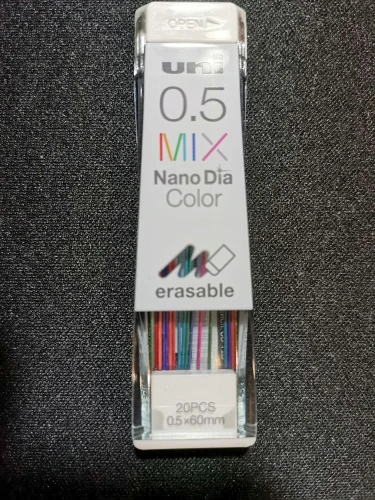 OPEN
uni
0.5
MIX
Nano Dia
Color
erasable
20PCS
0.5×60mm